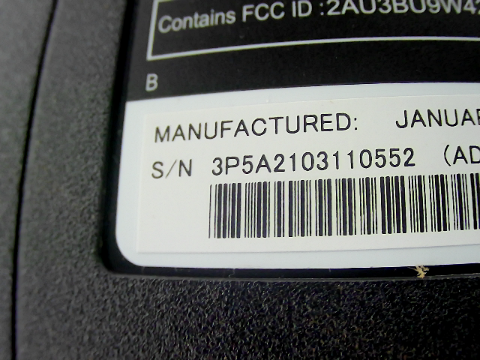 Contains FCC ID :2AU3BU9W42
B
MANUFACTURED: JANUAR
S/N 3P5A2103110552 (AD